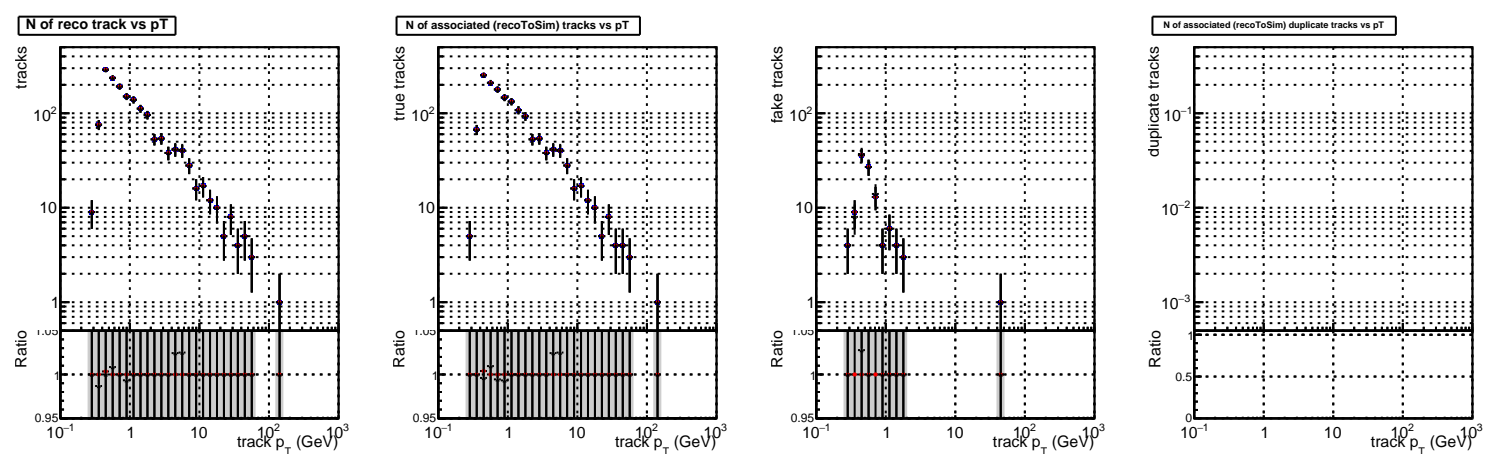 N of reco track vs pT
tracks
10²
10
1
Ratio
1.05
1
0.95
10⁻¹ 1 10 10² 10³
track p_T (GeV)
N of associated (recoToSim) tracks vs pT
true tracks
10²
10
1
Ratio
1.05
1
0.95
10⁻¹ 1 10 10² 10³
track p_T (GeV)
fake tracks
10²
10
1
Ratio
1.05
1
0.95
10⁻¹ 1 10 10² 10³
track p_T (GeV)
N of associated (recoToSim) duplicate tracks vs pT
duplicate tracks
10⁻¹
10⁻²
10⁻³
Ratio
1
0.5
0
10⁻¹ 1 10 10² 10³
track p_T (GeV)